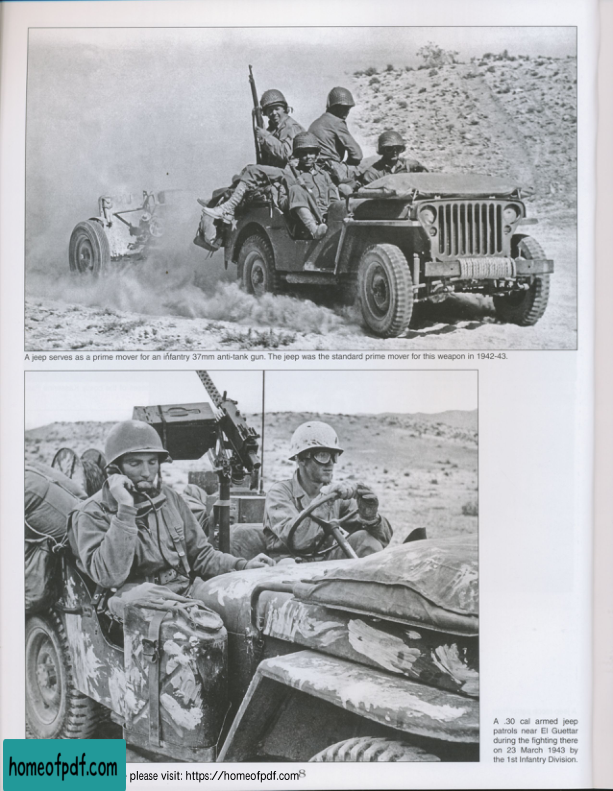 A jeep serves as a prime mover for an infantry 37mm anti-tank gun. The jeep was the standard prime mover for this weapon in 1942-43.
A .30 cal armed jeep
patrols near El Guettar
during the fighting there
on 23 March 1943 by
the 1st Infantry Division.
homeofpdf.com
please visit: https://homeofpdf.com
8